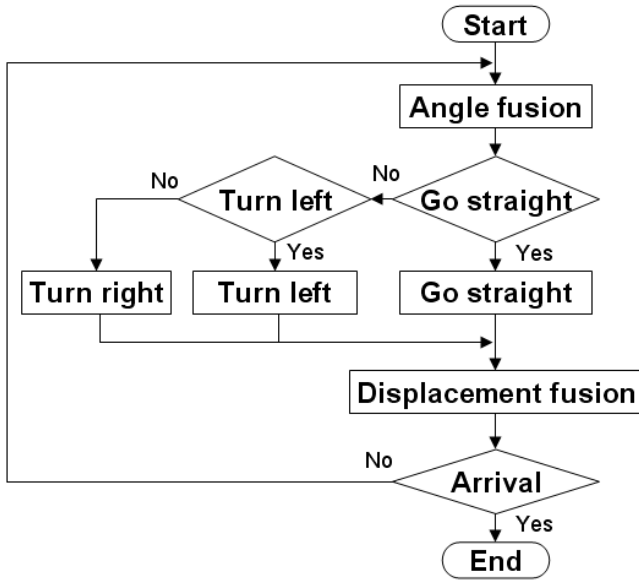 Start
Angle fusion
No
No
Turn left
Go straight
Yes
Yes
Turn right
Turn left
Go straight
Displacement fusion
No
Arrival
Yes
End